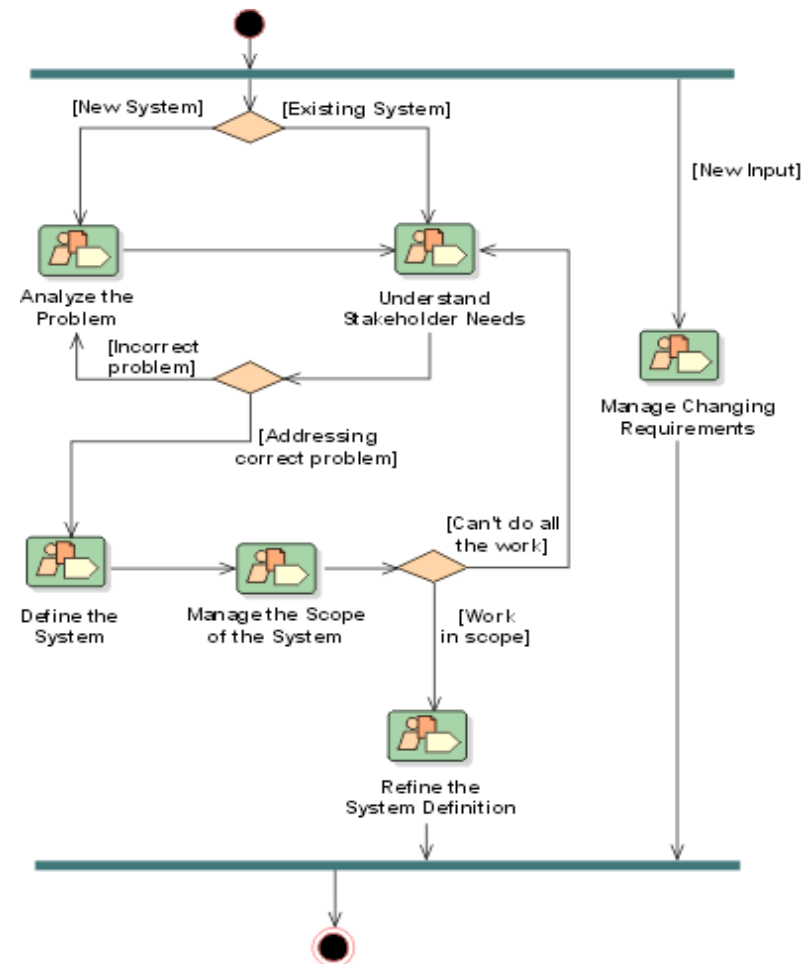 [New System]
[Existing System]
[New Input]
Analyze the
Problem
Understand
Stakeholder Needs
[Incorrect
problem]
Manage Changing
Requirements
[Addressing
correct problem]
[Can't do all
the work]
Define the
System
Manage the Scope
of the System
[Work
in scope]
Refine the
System Definition